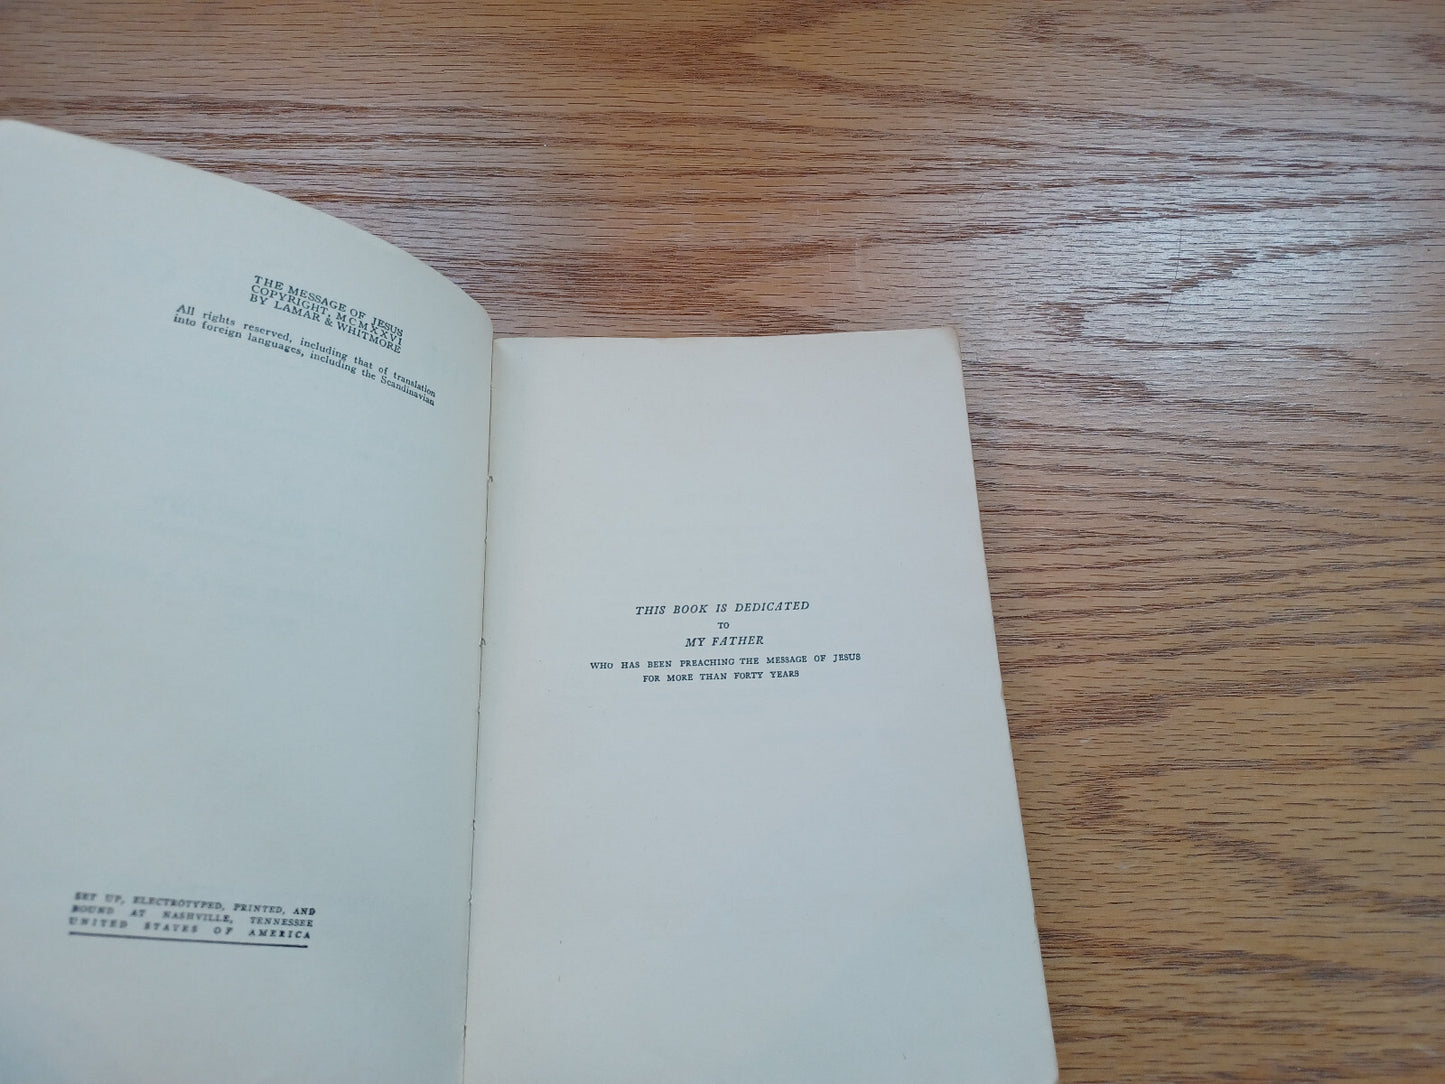 THE MESSAGE OF JESUS
COPYRIGHT, MCMXXVI
BY LAMAR & WHITMORE
All rights reserved, including that of translation
into foreign languages, including the Scandinavian
SET UP, ELECTROTYPED, PRINTED, AND
BOUND AT NASHVILLE, TENNESSEE
UNITED STATES OF AMERICA
THIS BOOK IS DEDICATED
TO
MY FATHER
WHO HAS BEEN PREACHING THE MESSAGE OF JESUS
FOR MORE THAN FORTY YEARS